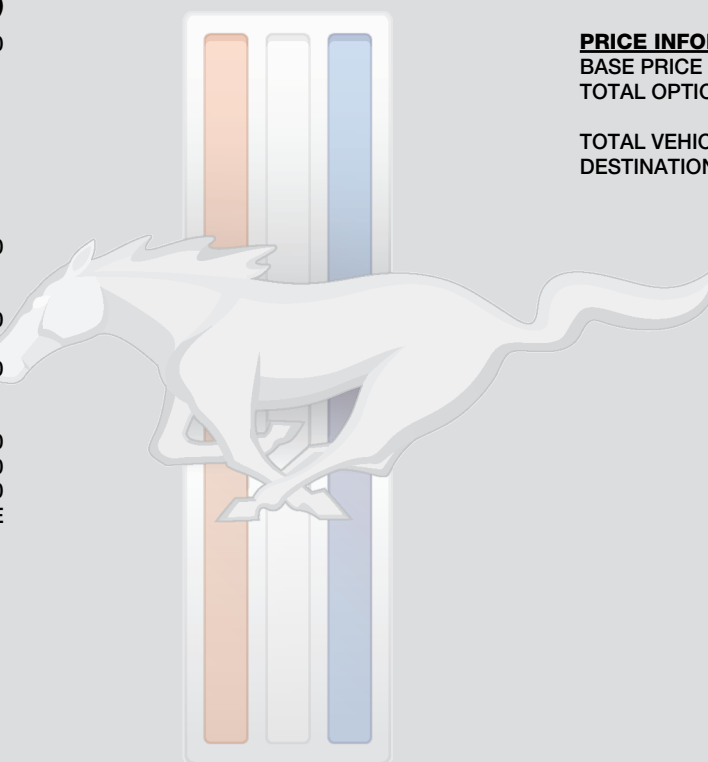 PRICE INFO
BASE PRICE
TOTAL OPTIO
TOTAL VEHIC
DESTINATION